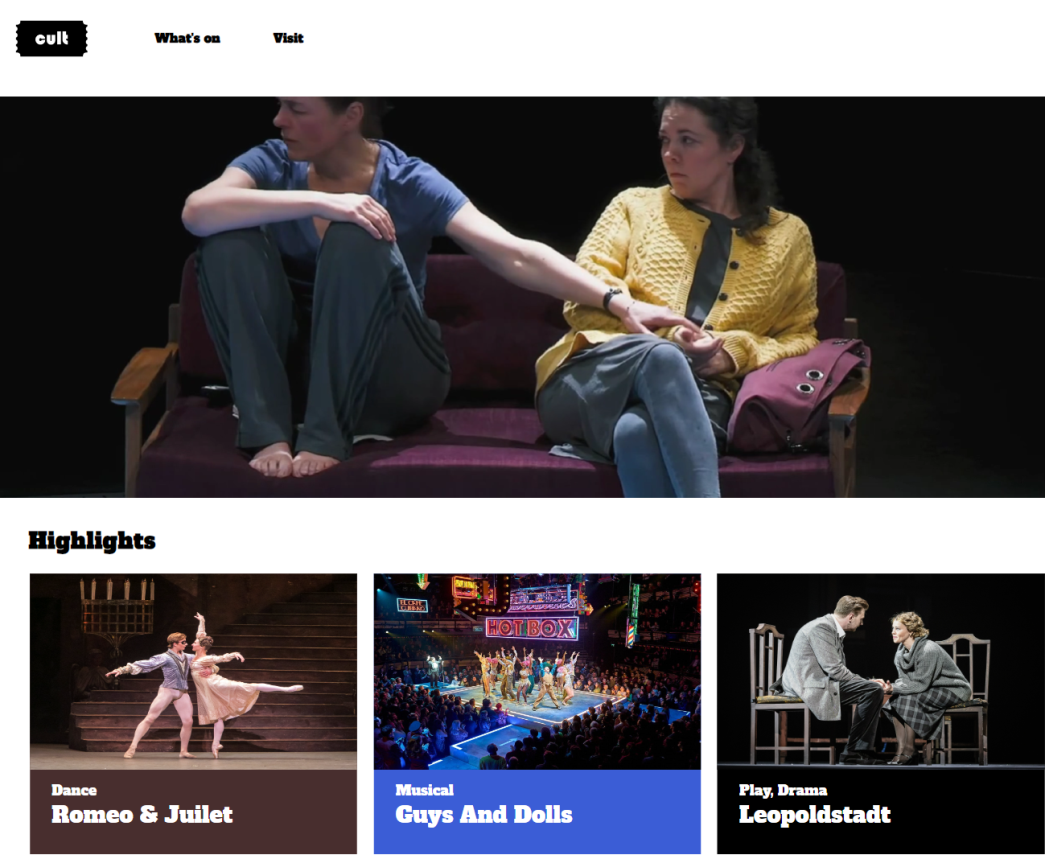 cult
What's on
Visit
Highlights
HOT BOX
Dance
Romeo & Juilet
Musical
Guys And Dolls
Play, Drama
Leopoldstadt